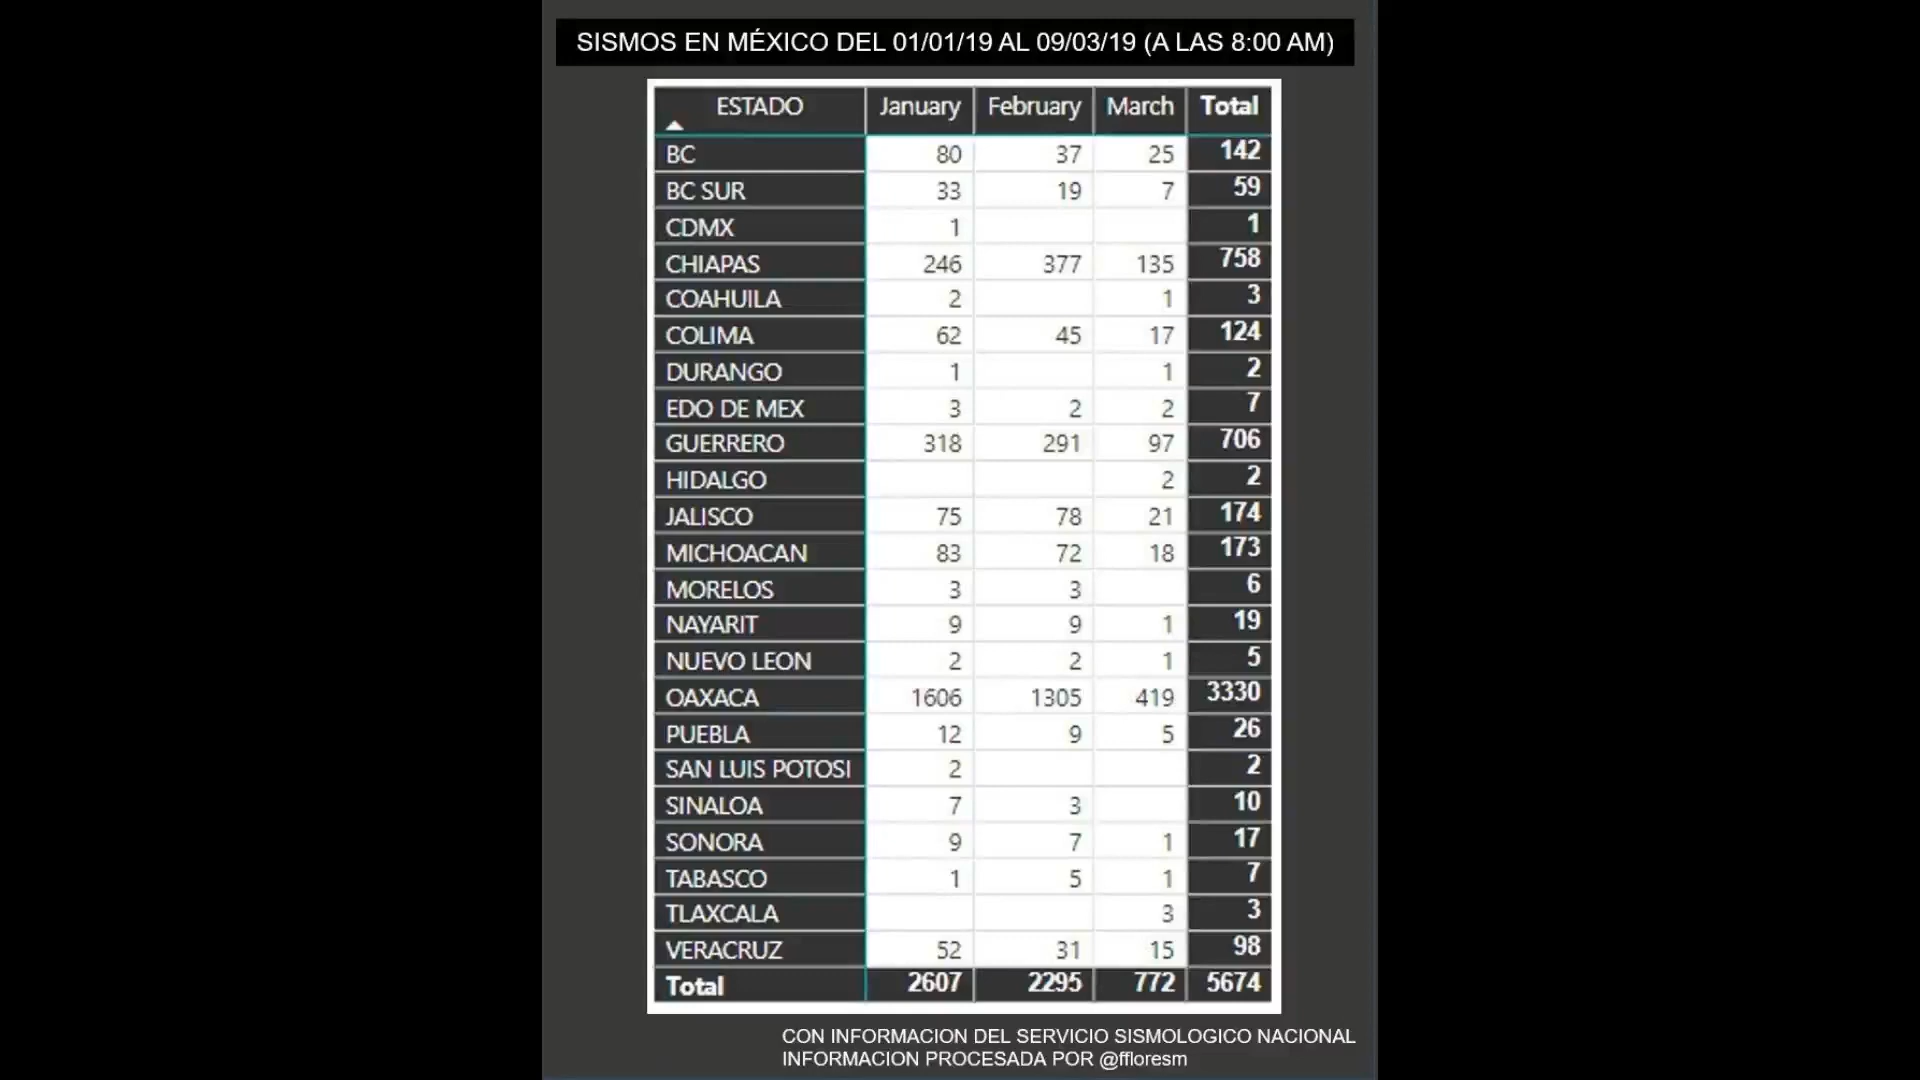 SISMOS EN MÉXICO DEL 01/01/19 AL 09/03/19 (A LAS 8:00 AM)
ESTADO January February March Total
BC 80 37 25 142
BC SUR 33 19 7 59
CDMX 1 1
CHIAPAS 246 377 135 758
COAHUILA 2 1 3
COLIMA 62 45 17 124
DURANGO 1 1 2
EDO DE MEX 3 2 2 7
GUERRERO 318 291 97 706
HIDALGO 2 2
JALISCO 75 78 21 174
MICHOACAN 83 72 18 173
MORELOS 3 3 6
NAYARIT 9 9 1 19
NUEVO LEON 2 2 1 5
OAXACA 1606 1305 419 3330
PUEBLA 12 9 5 26
SAN LUIS POTOSI 2 2
SINALOA 7 3 10
SONORA 9 7 1 17
TABASCO 1 5 1 7
TLAXCALA 3 3
VERACRUZ 52 31 15 98
Total 2607 2295 772 5674
CON INFORMACION DEL SERVICIO SISMOLOGICO NACIONAL
INFORMACION PROCESADA POR @ffloresm